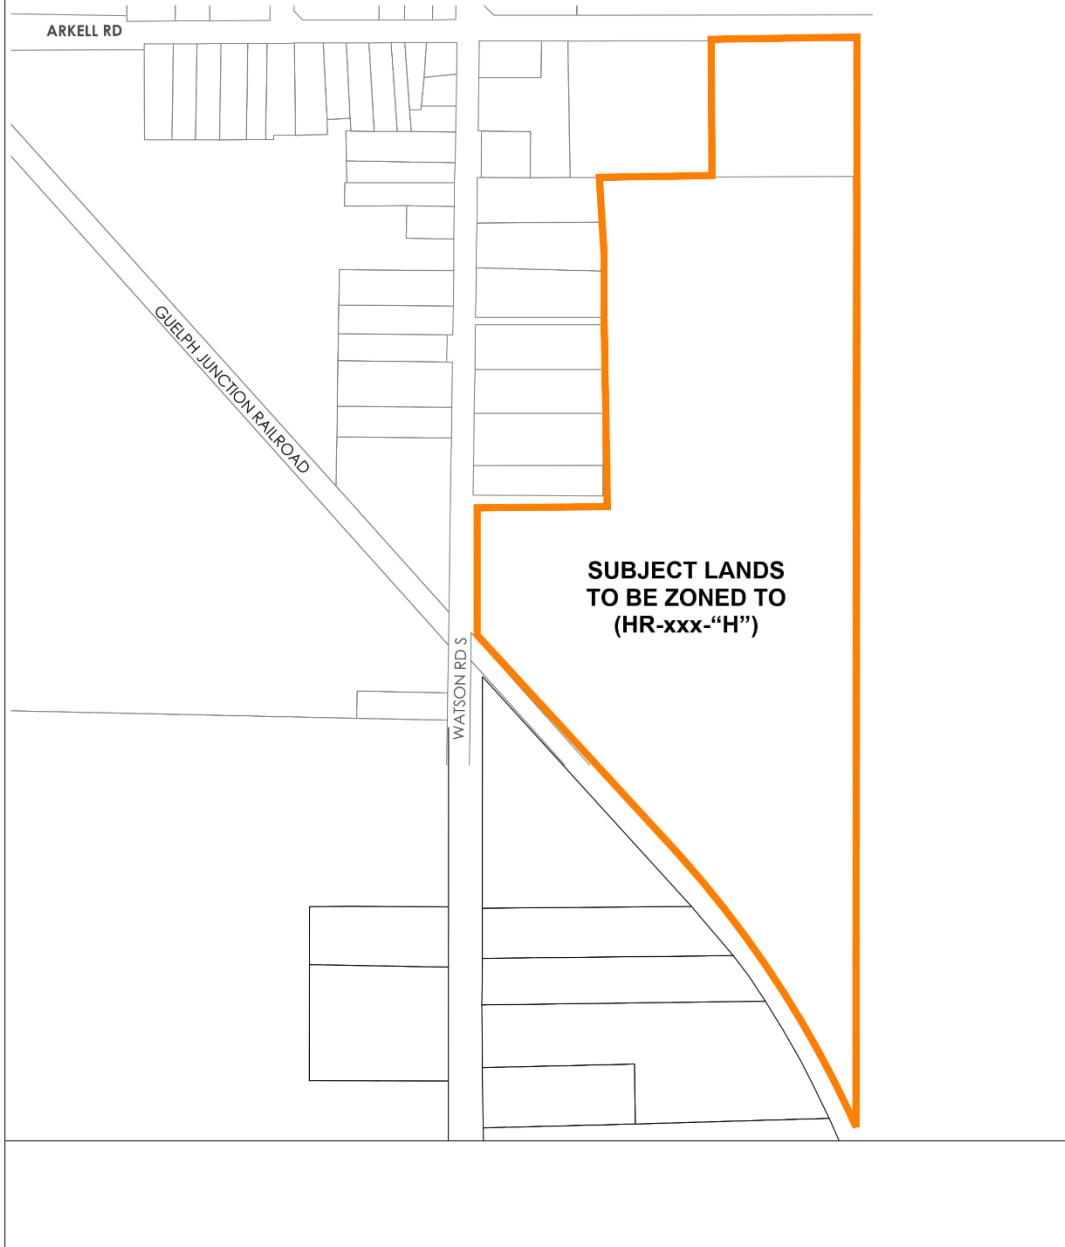 ARKELL RD
GUELPH JUNCTION RAILROAD
SUBJECT LANDS
TO BE ZONED TO
(HR-xxx-“H”)
WATSON RD S